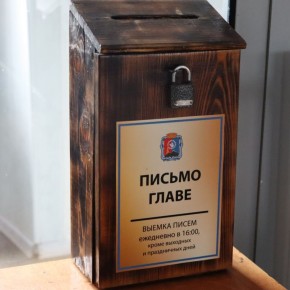 ПИСЬМО
ГЛАВЕ
ВЫЕМКА ПИСЕМ
ежедневно в 16:00,
кроме выходных
и праздничных дней